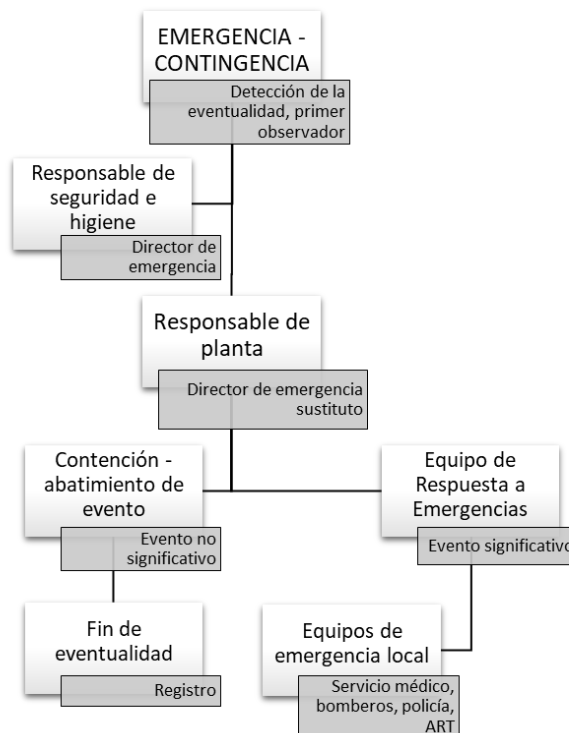 EMERGENCIA -
CONTINGENCIA
Detección de la
eventualidad, primer
observador
Responsable de
seguridad e
higiene
Director de
emergencia
Responsable de
planta
Director de emergencia
sustituto
Contención -
abatimiento de
evento
Evento no
significativo
Equipo de
Respuesta a
Emergencias
Evento significativo
Fin de
eventualidad
Registro
Equipos de
emergencia local
Servicio médico,
bomberos, policía,
ART